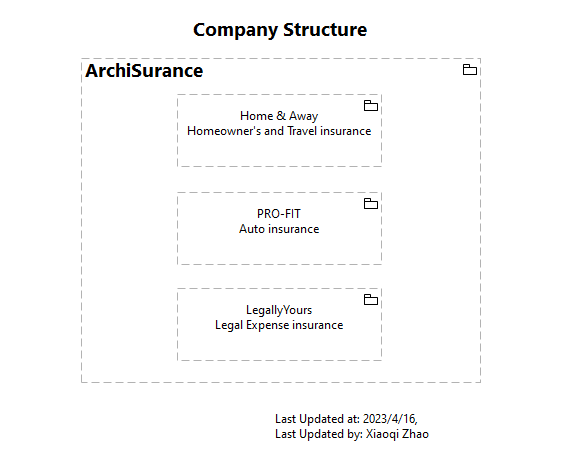 Company Structure
ArchiSurance
Home & Away
Homeowner's and Travel insurance
PRO-FIT
Auto insurance
LegallyYours
Legal Expense insurance
Last Updated at: 2023/4/16,
Last Updated by: Xiaoqi Zhao